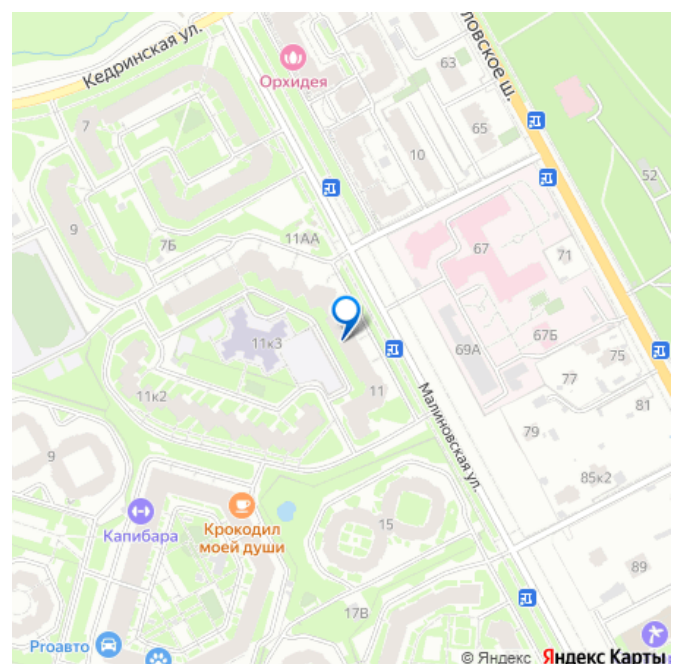 Кедринская ул.
Орхидея
ловское ш.
63
7
65
10
52
9
7Б
11АА
67
71
11к3
69А
67Б
75
11к2
11
77
81
Малиновская ул.
79
9
85к2
Капибара
Крокодил
моей души
15
89
17В
Proавто
© Яндекс Яндекс Карты